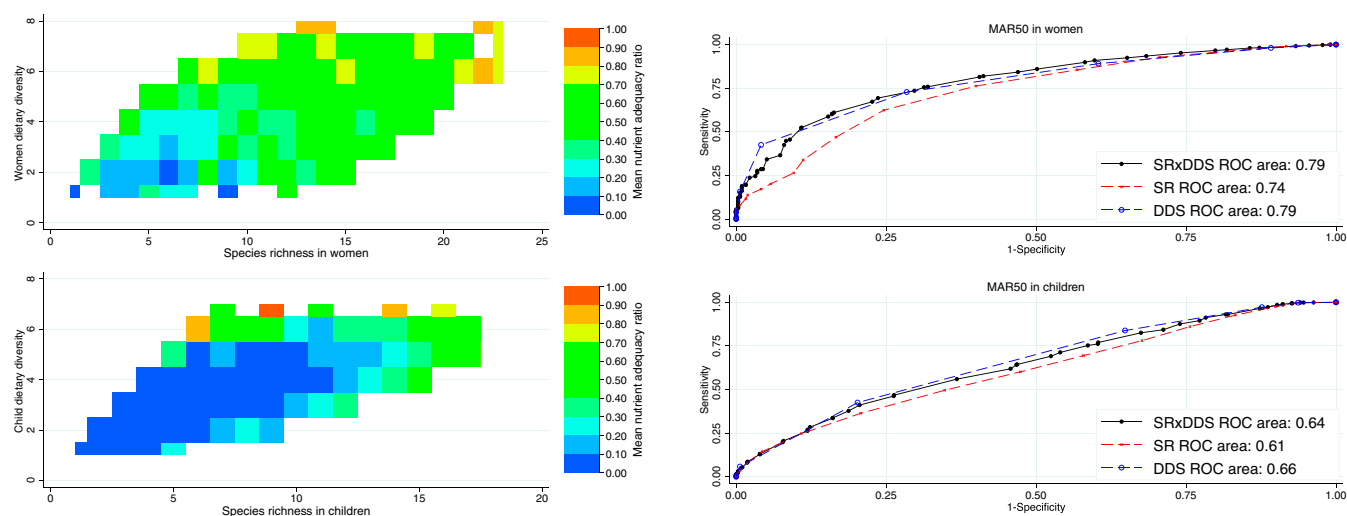 Women dietary diversity
8
6
4
2
0
0 5 10 15 20 25
Species richness in women
1.00
0.90
0.80
0.70
0.60
0.50
0.40
0.30
0.20
0.10
0.00
Mean nutrient adequacy ratio
MAR50 in women
Sensitivity
1.00
0.75
0.50
0.25
0.00
SRxDDS ROC area: 0.79
SR ROC area: 0.74
DDS ROC area: 0.79
0.00 0.25 0.50 0.75 1.00
1-Specificity
Child dietary diversity
8
6
4
2
0
0 5 10 15 20
Species richness in children
1.00
0.90
0.80
0.70
0.60
0.50
0.40
0.30
0.20
0.10
0.00
Mean nutrient adequacy ratio
MAR50 in children
Sensitivity
1.00
0.75
0.50
0.25
0.00
SRxDDS ROC area: 0.64
SR ROC area: 0.61
DDS ROC area: 0.66
0.00 0.25 0.50 0.75 1.00
1-Specificity